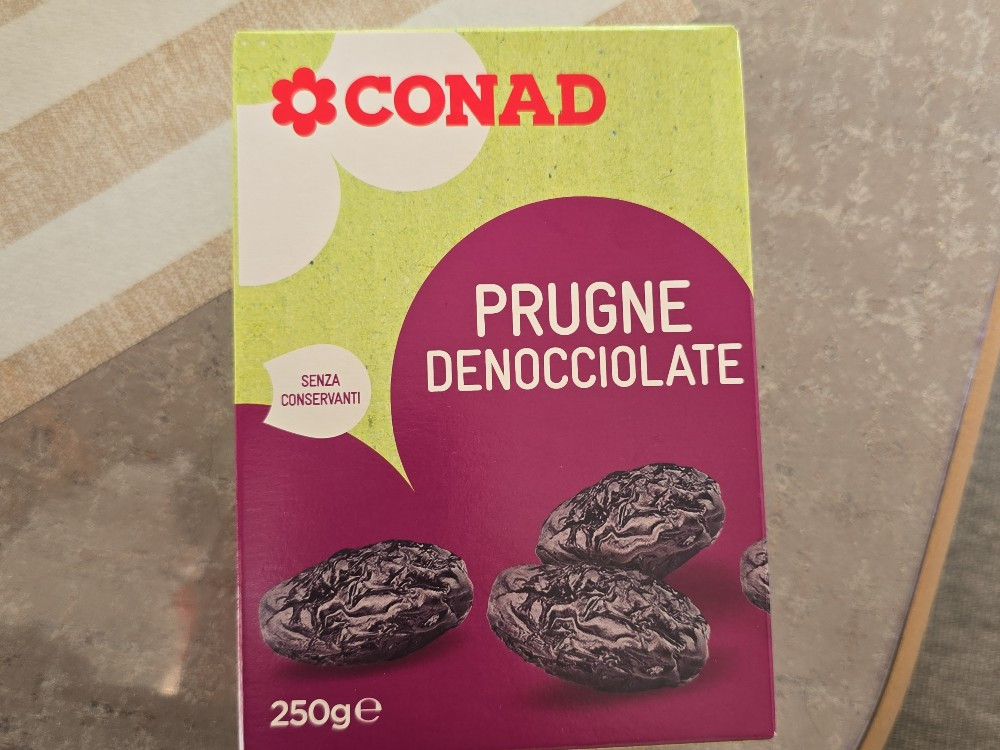 CONAD
PRUGNE
DENOCCIOLATE
SENZA
CONSERVANTI
250g℮